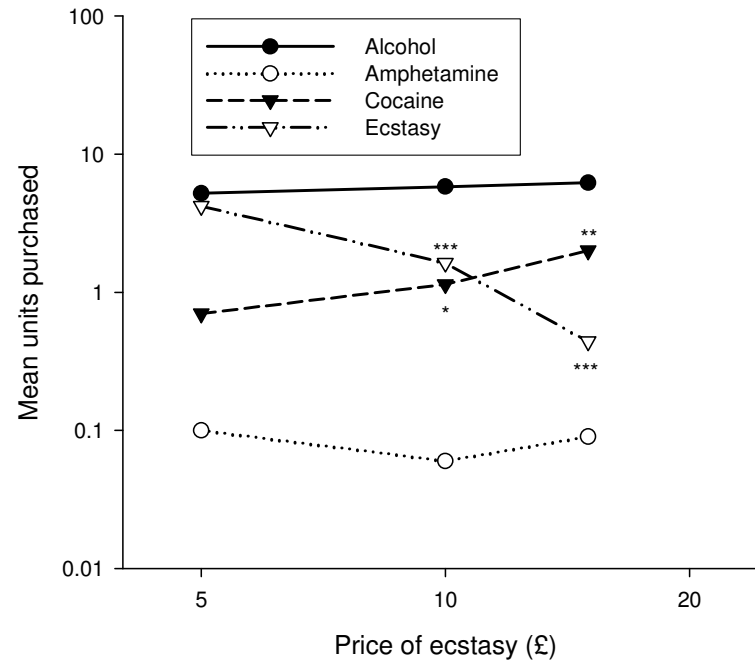 100
Alcohol
Amphetamine
Cocaine
Ecstasy
10
1
0.1
0.01
Mean units purchased
***
*
**
***
5 10 20
Price of ecstasy (£)